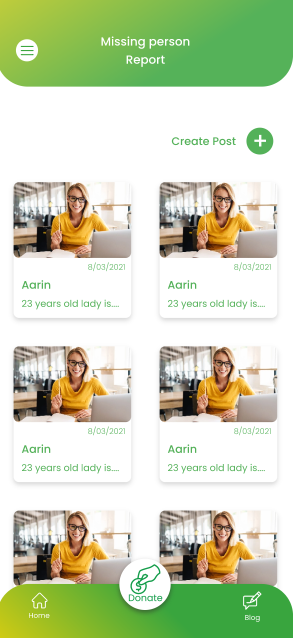 Missing person
Report
Create Post
8/03/2021
8/03/2021
Aarin
Aarin
23 years old lady is....
23 years old lady is....
8/03/2021
8/03/2021
Aarin
Aarin
23 years old lady is....
23 years old lady is....
Donate
Home
Blog